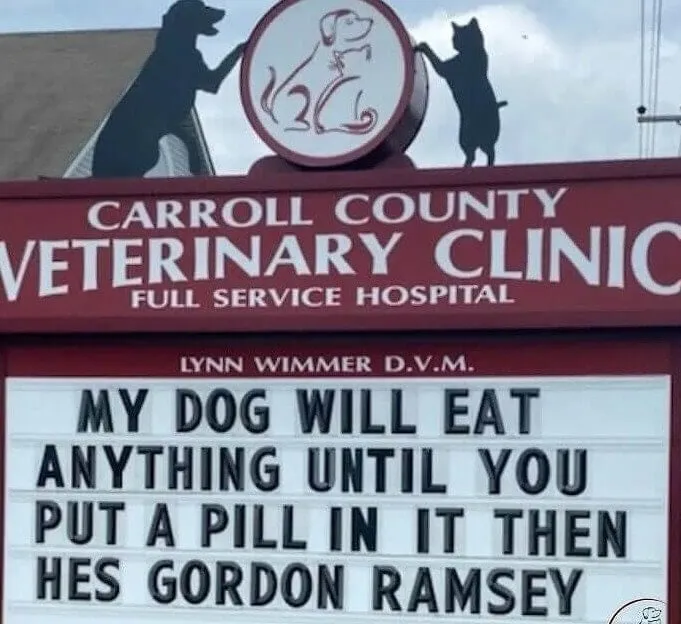 CARROLL COUNTY
VETERINARY CLINIC
FULL SERVICE HOSPITAL
LYNN WIMMER D.V.M.
MY DOG WILL EAT
ANYTHING UNTIL YOU
PUT A PILL IN IT THEN
HES GORDON RAMSEY